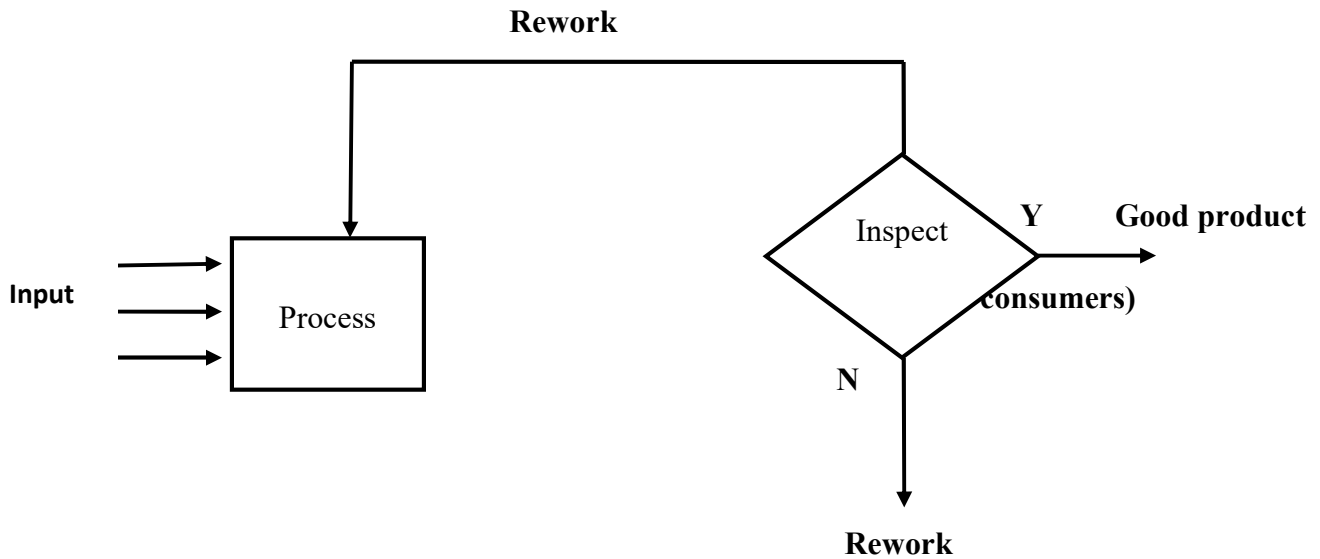 Rework
Inspect
Y
Good product
Input
Process
consumers)
N
Rework